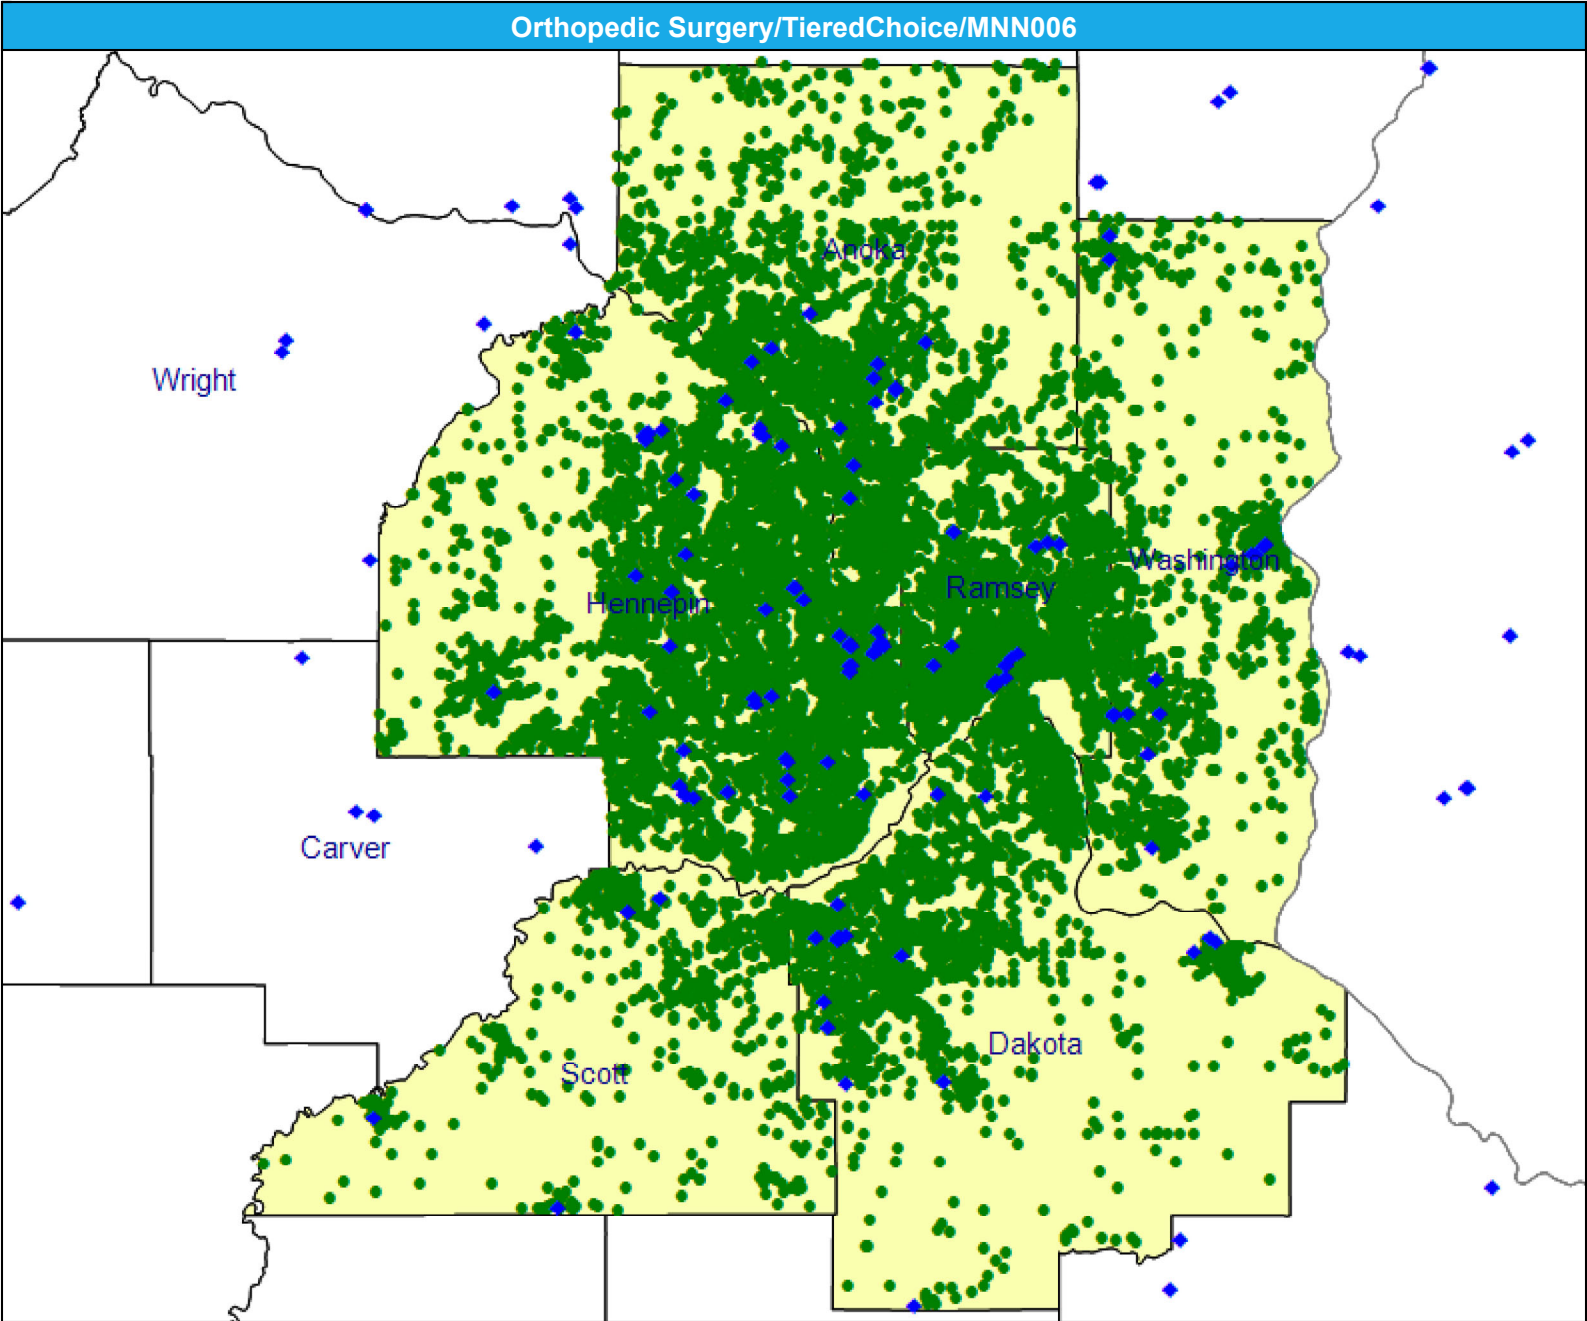 Orthopedic Surgery/TieredChoice/MNN006
Anoka
Wright
Washington
Ramsey
Hennepin
Carver
Dakota
Scott